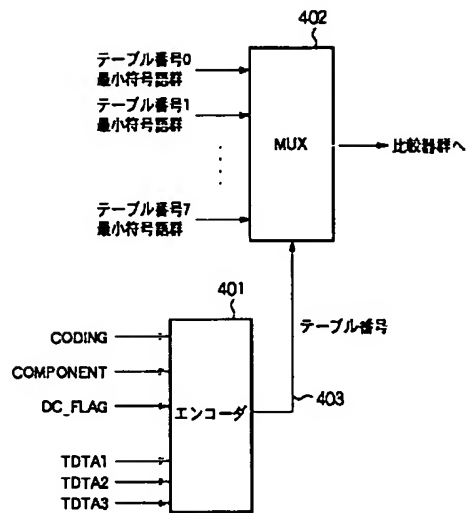 402
テーブル番号0
最小符号語群
テーブル番号1
最小符号語群
MUX
比較器群へ
テーブル番号7
最小符号語群
401
テーブル番号
CODING
COMPONENT
DC_FLAG
エンコーダ
403
TDTA1
TDTA2
TDTA3